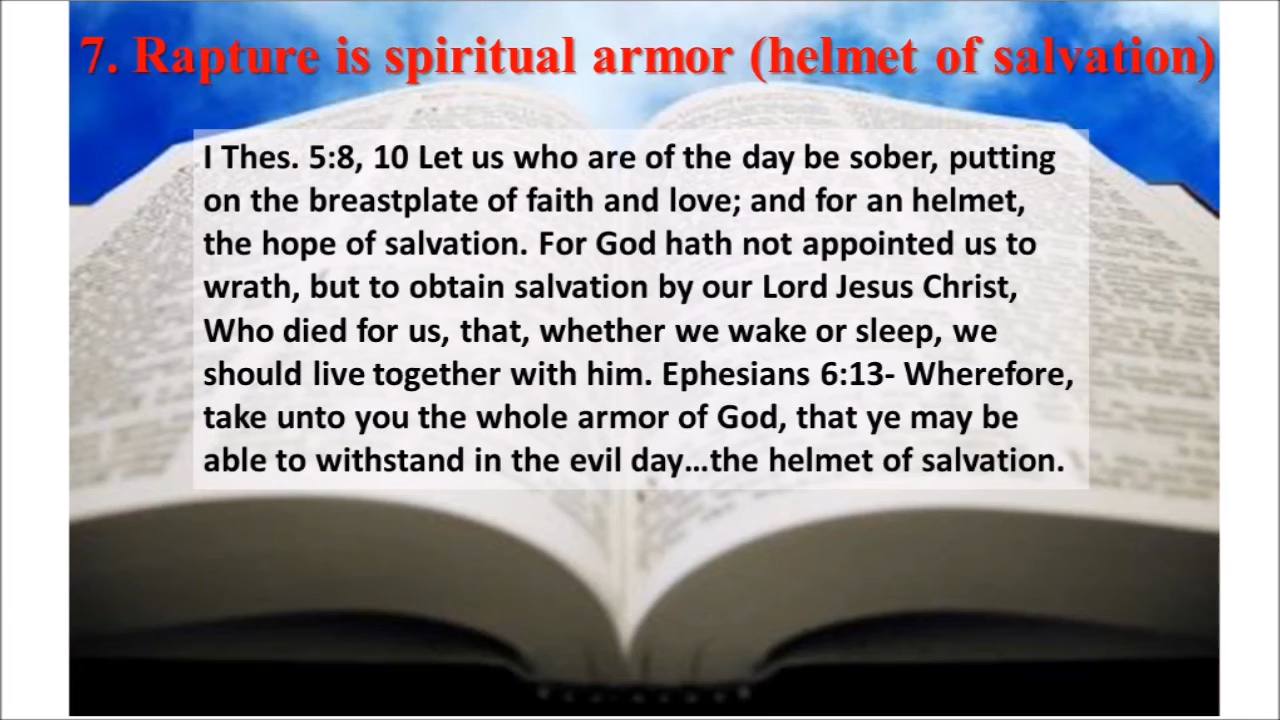 7. Rapture is spiritual armor (helmet of salvation)
I Thes. 5:8, 10 Let us who are of the day be sober, putting
on the breastplate of faith and love; and for an helmet,
the hope of salvation. For God hath not appointed us to
wrath, but to obtain salvation by our Lord Jesus Christ,
Who died for us, that, whether we wake or sleep, we
should live together with him. Ephesians 6:13- Wherefore,
take unto you the whole armor of God, that ye may be
able to withstand in the evil day…the helmet of salvation.